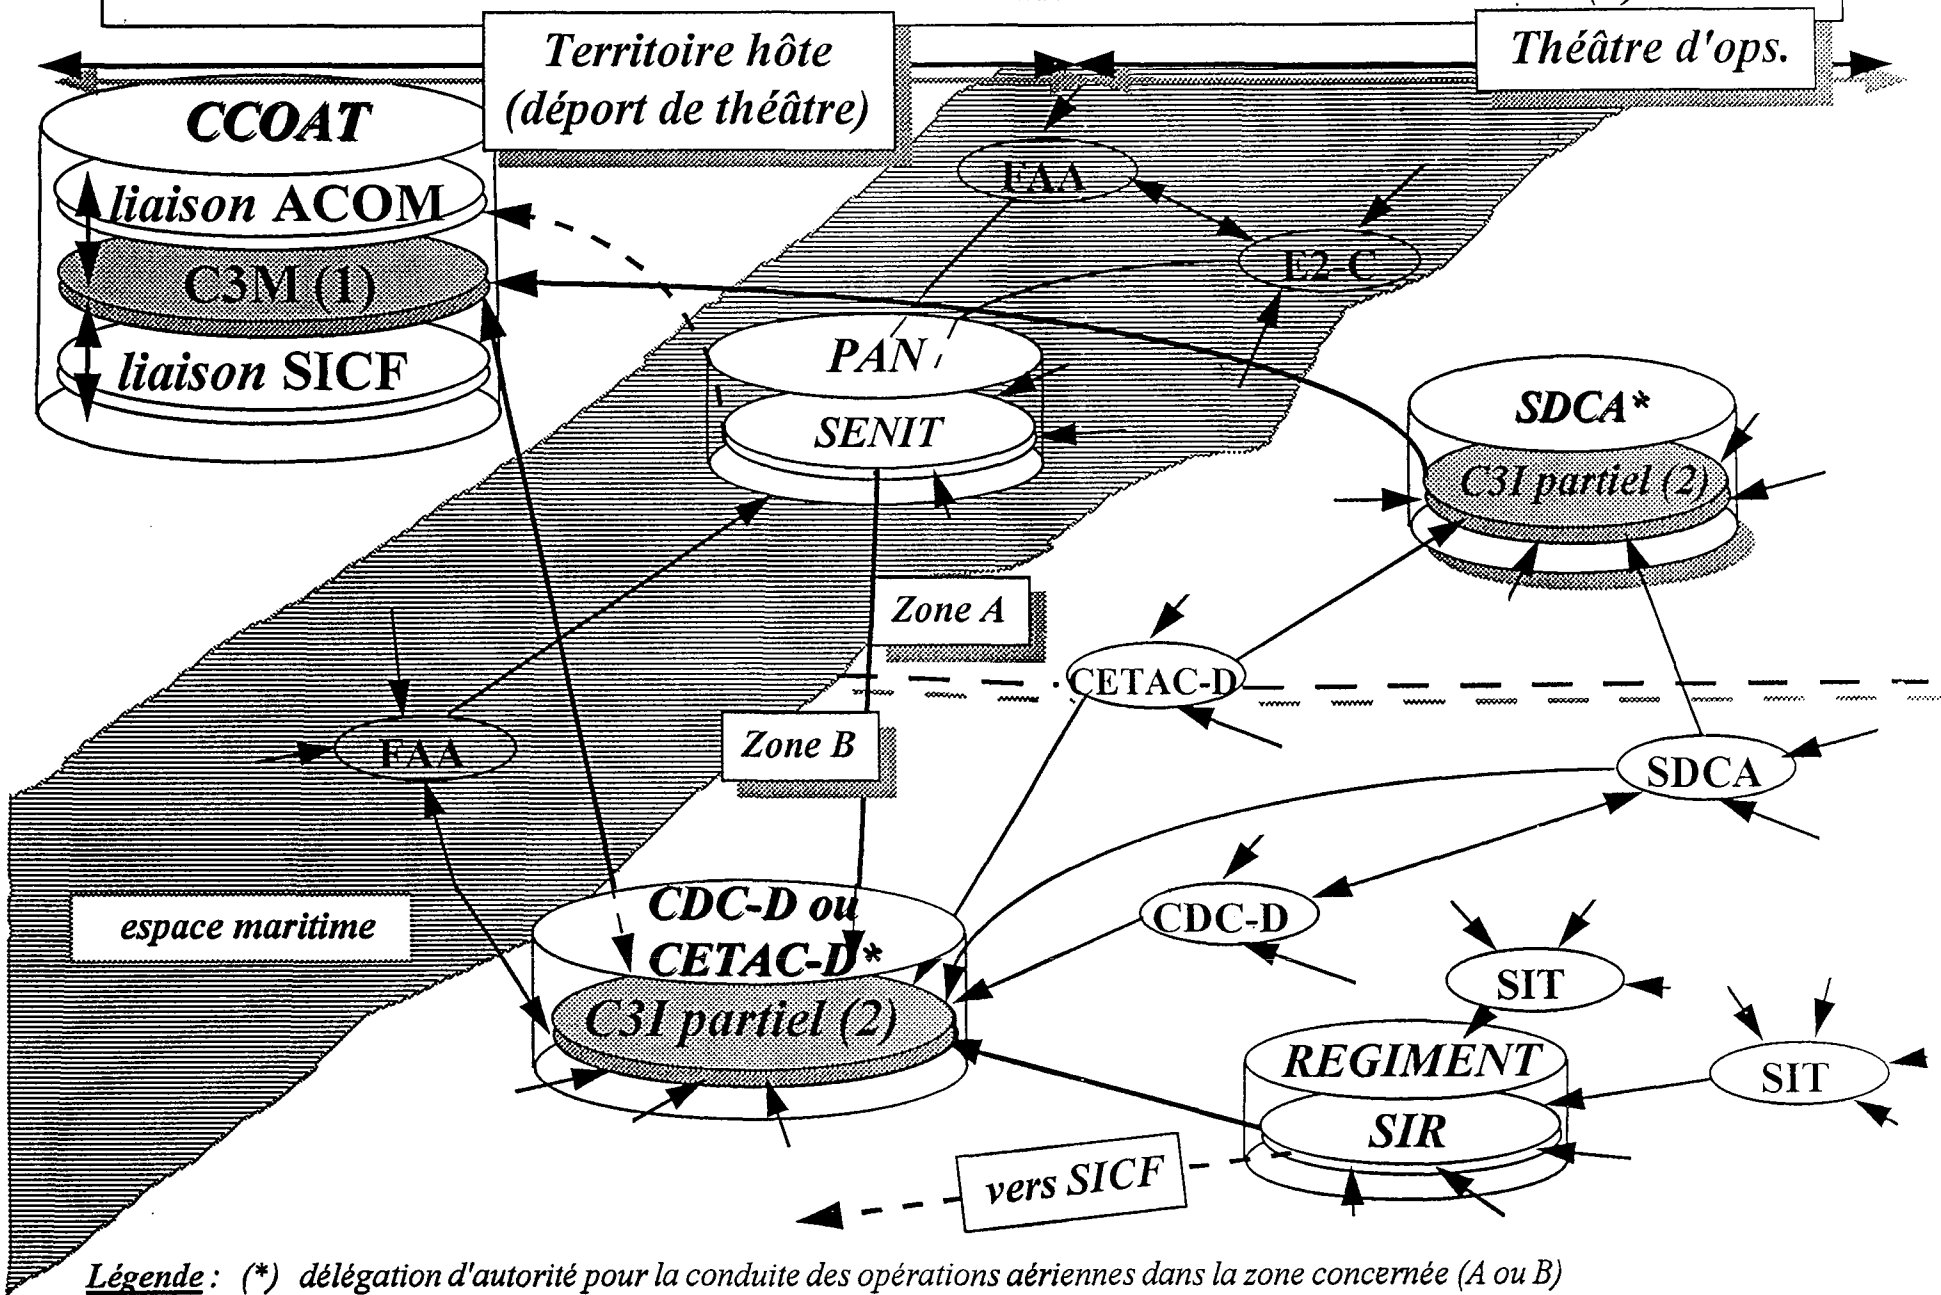 Territoire hôte
(déport de théâtre)
Théâtre d'ops.
CCOAT
liaison ACOM
C3M (1)
liaison SICF
FAA
E2-C
PAN
SENIT
SDCA*
C3I partiel (2)
Zone A
CETAC-D
Zone B
FAA
SDCA
espace maritime
CDC-D ou
CETAC-D*
C3I partiel (2)
CDC-D
SIT
SIT
REGIMENT
SIR
vers SICF
Légende : (*) délégation d'autorité pour la conduite des opérations aériennes dans la zone concernée (A ou B)